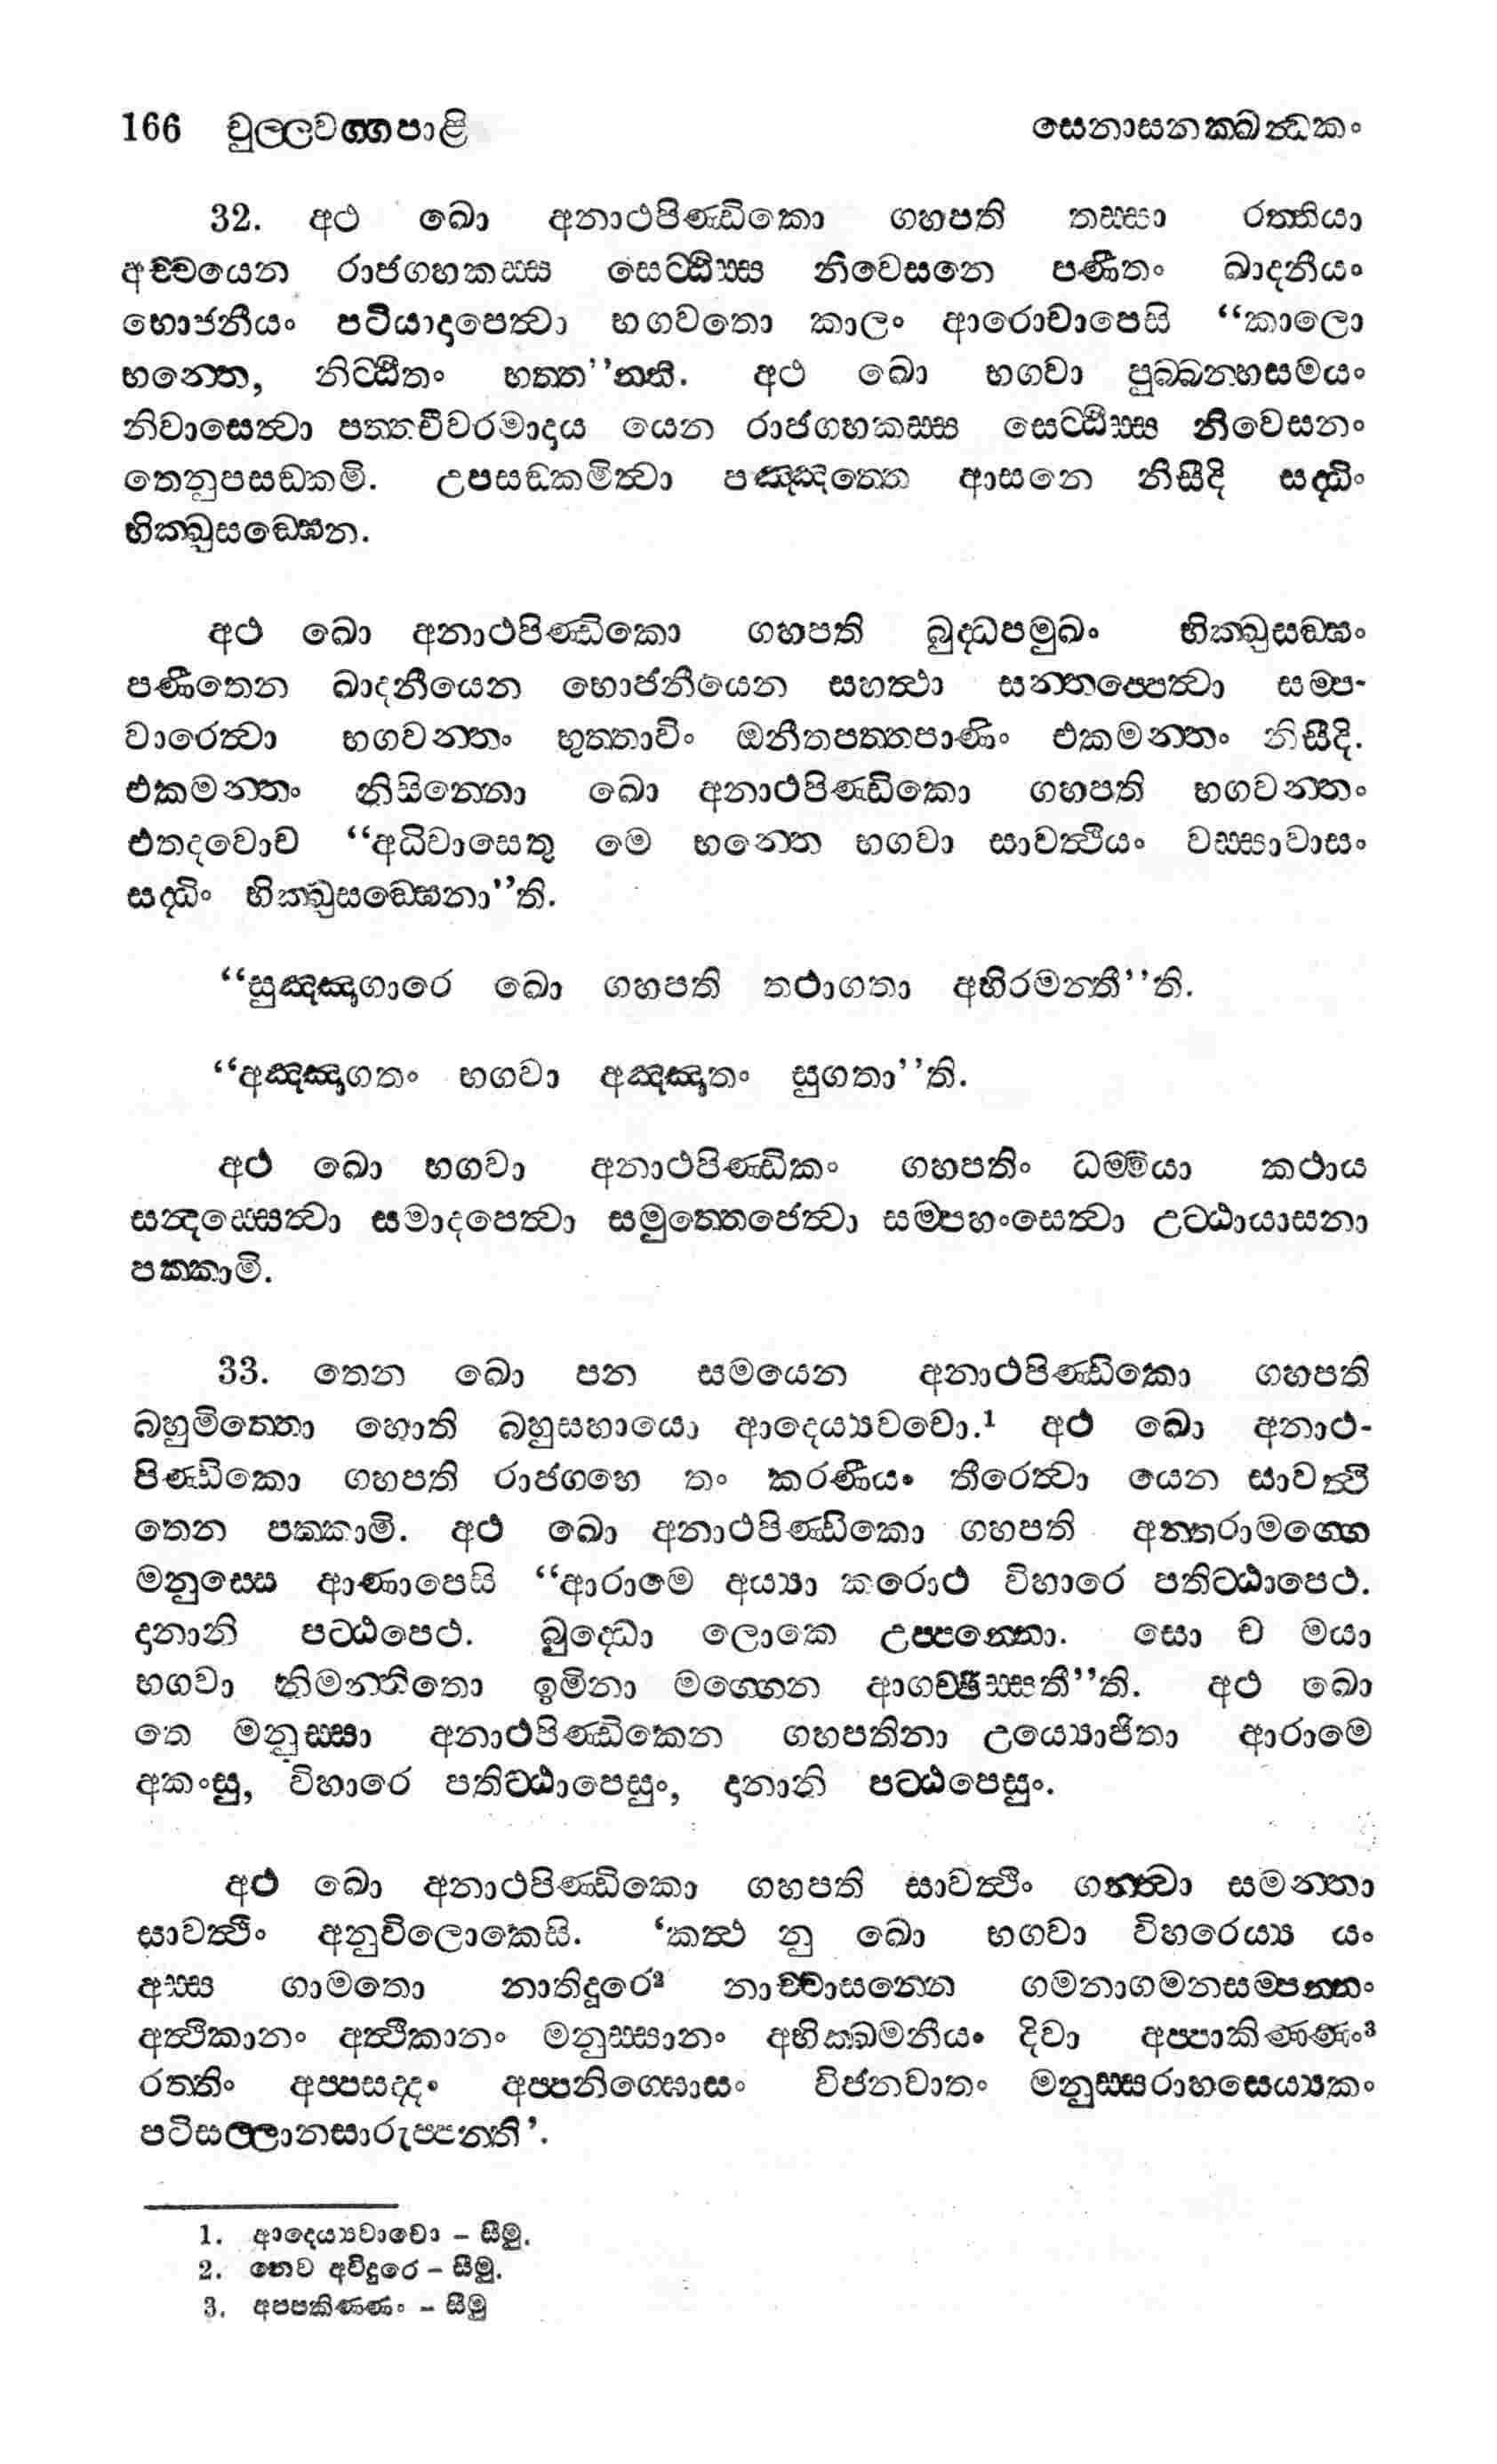 166 චුල්ලවග්ගපාළි සෙනාසනක්ඛන්ධකං
32. අථ ඛො අනාථපිණ්ඩිකො ගහපති තස්සා රත්තියා
අච්චයෙන රාජගහකස්ස සෙට්ඨිස්ස නිවෙසනෙ පණීතං ඛාදනීයං
භොජනීයං පටියාදාපෙත්වා භගවතො කාලං ආරොචාපෙසි “කාලො
භන්තෙ, නිට්ඨිතං භත්ත”න්ති. අථ ඛො භගවා පුබ්බන්හසමයං
නිවාසෙත්වා පත්තචීවරමාදාය යෙන රාජගහකස්ස සෙට්ඨිස්ස නිවෙසනං
තෙනුපසඞ්කමි. උපසඞ්කමිත්වා පඤ්ඤත්තෙ ආසනෙ නිසීදි සද්ධිං
භික්ඛුසඞ්ඝෙන.
අථ ඛො අනාථපිණ්ඩිකො ගහපති බුද්ධපමුඛං භික්ඛුසඞ්ඝං
පණීතෙන ඛාදනීයෙන භොජනීයෙන සහත්ථා සන්තප්පෙත්වා සම්ප-
වාරෙත්වා භගවන්තං භුත්තාවිං ඔනීතපත්තපාණිං එකමන්තං නිසීදි.
එකමන්තං නිසින්නො ඛො අනාථපිණ්ඩිකො ගහපති භගවන්තං
එතදවොච “අධිවාසෙතු මෙ භන්තෙ භගවා සාවත්ථියං වස්සාවාසං
සද්ධිං භික්ඛුසඞ්ඝෙනා”ති.
“සුඤ්ඤාගාරෙ ඛො ගහපති තථාගතා අභිරමන්තී”ති.
“අඤ්ඤාගතං භගවා අඤ්ඤාතං සුගතා”ති.
අථ ඛො භගවා අනාථපිණ්ඩිකං ගහපතිං ධම්මියා කථාය
සන්දස්සෙත්වා සමාදපෙත්වා සමුත්තෙජෙත්වා සම්පහංසෙත්වා උට්ඨායාසනා
පක්කාමි.
33. තෙන ඛො පන සමයෙන අනාථපිණ්ඩිකො ගහපති
බහුමිත්තො හොති බහුසහායො ආදෙය්‍යවචො.¹ අථ ඛො අනාථ-
පිණ්ඩිකො ගහපති රාජගහෙ තං කරණීයං තීරෙත්වා යෙන සාවත්ථි
තෙන පක්කාමි. අථ ඛො අනාථපිණ්ඩිකො ගහපති අන්තරාමග්ගෙ
මනුස්සෙ ආණාපෙසි “ආරාමෙ අය්‍යා කරොථ විහාරෙ පතිට්ඨාපෙථ.
දානානි පට්ඨපෙථ. බුද්ධො ලොකෙ උප්පන්නො. සො ච මයා
භගවා නිමන්තිතො ඉමිනා මග්ගෙන ආගච්ඡිස්සතී”ති. අථ ඛො
තෙ මනුස්සා අනාථපිණ්ඩිකෙන ගහපතිනා උය්‍යොජිතා ආරාමෙ
අකංසු, විහාරෙ පතිට්ඨාපෙසුං, දානානි පට්ඨපෙසුං.
අථ ඛො අනාථපිණ්ඩිකො ගහපති සාවත්ථිං ගන්ත්වා සමන්තා
සාවත්ථිං අනුවිලොකෙසි. ‘කත්ථ නු ඛො භගවා විහරෙය්‍ය යං
අස්ස ගාමතො නාතිදූරෙ² නාච්චාසන්නෙ ගමනාගමනසම්පන්නං
අත්ථිකානං අත්ථිකානං මනුස්සානං අභික්ඛමනීයං දිවා අප්පාකිණ්ණං³
රත්තිං අප්පසද්දං අප්පනිග්ඝොසං විජනවාතං මනුස්සරාහසෙය්‍යකං
පටිසල්ලානසාරුප්පන්ති’.
1. ආදෙය්‍යවාචො – සීමු.
2. නෙව අවිදූරෙ – සීමු.
3. අප්පකිණ්ණං – සීමු